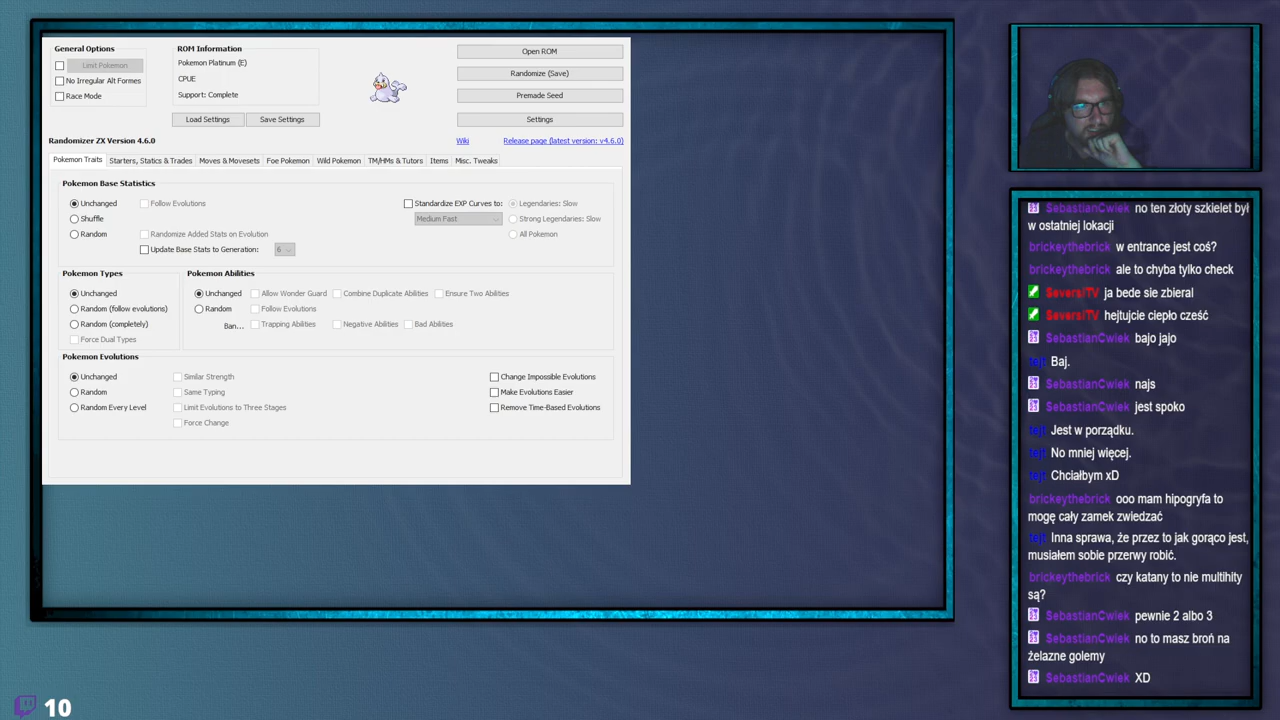 General Options
Limit Pokemon
No Irregular Alt Formes
Race Mode
ROM Information
Pokemon Platinum (E)
CPUE
Support: Complete
Load Settings
Save Settings
Open ROM
Randomize (Save)
Premade Seed
Settings
Randomizer ZX Version 4.6.0
Wiki
Release page (latest version: v4.6.0)
Pokemon Traits
Starters, Statics & Trades
Moves & Movesets
Foe Pokemon
Wild Pokemon
TM/HMs & Tutors
Items
Misc. Tweaks
Pokemon Base Statistics
Unchanged
Follow Evolutions
Standardize EXP Curves to:
Legendaries: Slow
Shuffle
Medium Fast
Strong Legendaries: Slow
Random
Randomize Added Stats on Evolution
All Pokemon
Update Base Stats to Generation:
6
Pokemon Types
Unchanged
Random (follow evolutions)
Random (completely)
Force Dual Types
Pokemon Abilities
Unchanged
Allow Wonder Guard
Combine Duplicate Abilities
Ensure Two Abilities
Random
Follow Evolutions
Ban...
Trapping Abilities
Negative Abilities
Bad Abilities
Pokemon Evolutions
Unchanged
Similar Strength
Change Impossible Evolutions
Random
Same Typing
Make Evolutions Easier
Random Every Level
Limit Evolutions to Three Stages
Remove Time-Based Evolutions
Force Change
SebastianCwiek no ten złoty szkielet był
w ostatniej lokacji
brickeythebrick w entrance jest coś?
brickeythebrick ale to chyba tylko check
SeversTV ja bede sie zbieral
SeversTV hejtujcie ciepło cześć
SebastianCwiek bajo jajo
tejt Baj.
SebastianCwiek najs
SebastianCwiek jest spoko
tejt Jest w porządku.
tejt No mniej więcej.
tejt Chciałbym xD
brickeythebrick ooo mam hipogryfa to
mogę cały zamek zwiedzać
tejt Inna sprawa, że przez to jak gorąco jest,
musiałem sobie przerwy robić.
brickeythebrick czy katany to nie multihity
są?
SebastianCwiek pewnie 2 albo 3
SebastianCwiek no to masz broń na
żelazne golemy
SebastianCwiek XD
10